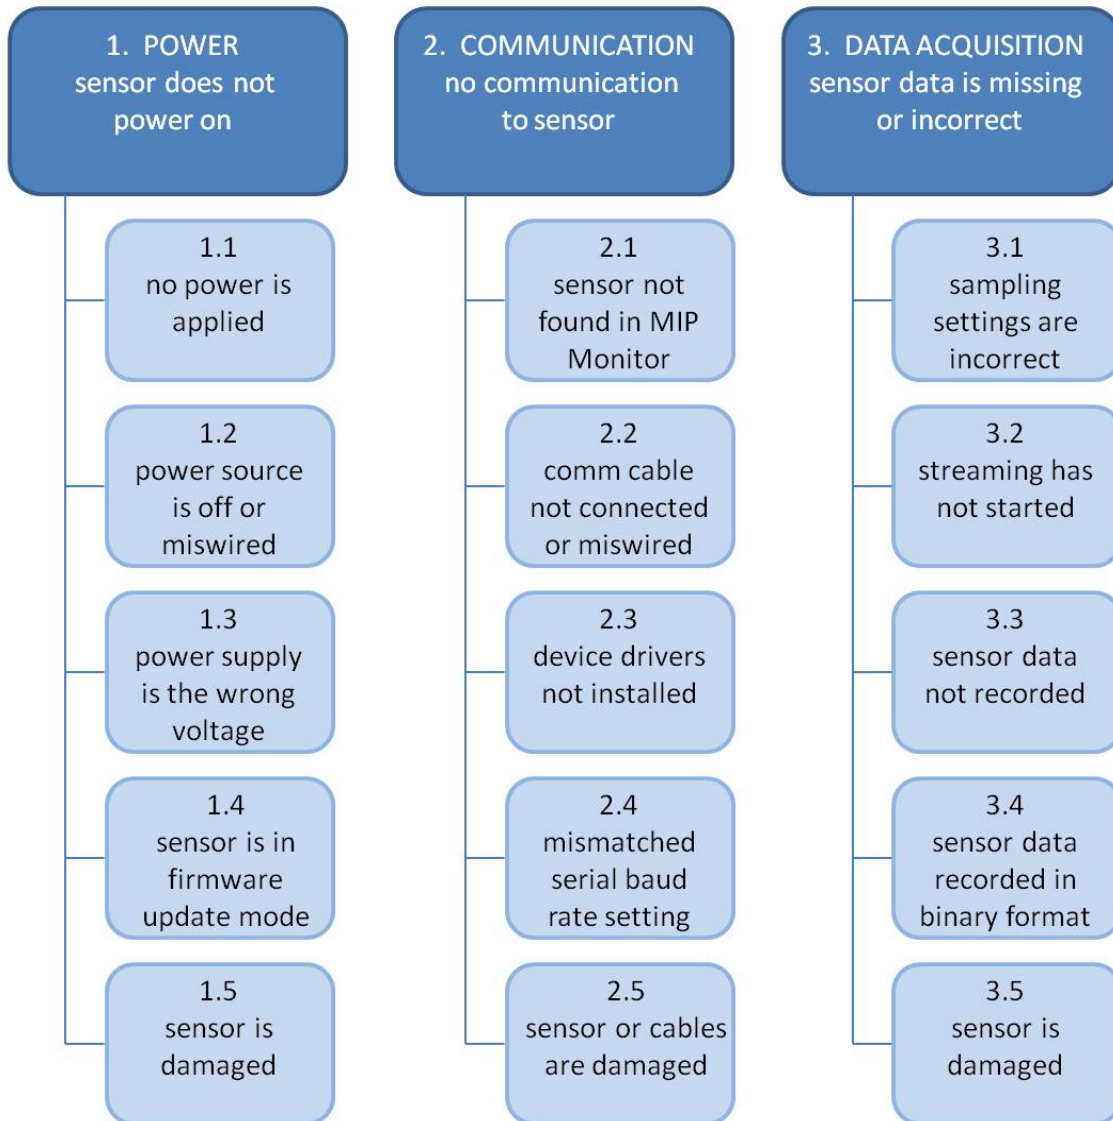 1. POWER
sensor does not
power on
1.1
no power is
applied
1.2
power source
is off or
miswired
1.3
power supply
is the wrong
voltage
1.4
sensor is in
firmware
update mode
1.5
sensor is
damaged
2. COMMUNICATION
no communication
to sensor
2.1
sensor not
found in MIP
Monitor
2.2
comm cable
not connected
or miswired
2.3
device drivers
not installed
2.4
mismatched
serial baud
rate setting
2.5
sensor or cables
are damaged
3. DATA ACQUISITION
sensor data is missing
or incorrect
3.1
sampling
settings are
incorrect
3.2
streaming has
not started
3.3
sensor data
not recorded
3.4
sensor data
recorded in
binary format
3.5
sensor is
damaged